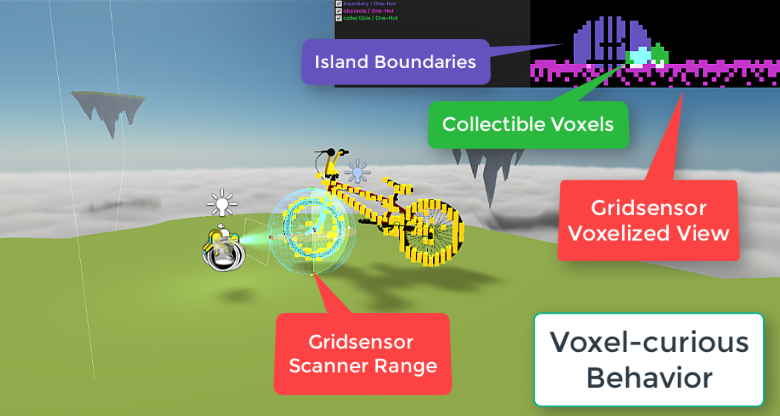 boundary / One-Hot
obstacle / One-Hot
collectible / One-Hot
Island Boundaries
Collectible Voxels
Gridsensor
Voxelized View
Gridsensor
Scanner Range
Voxel-curious
Behavior